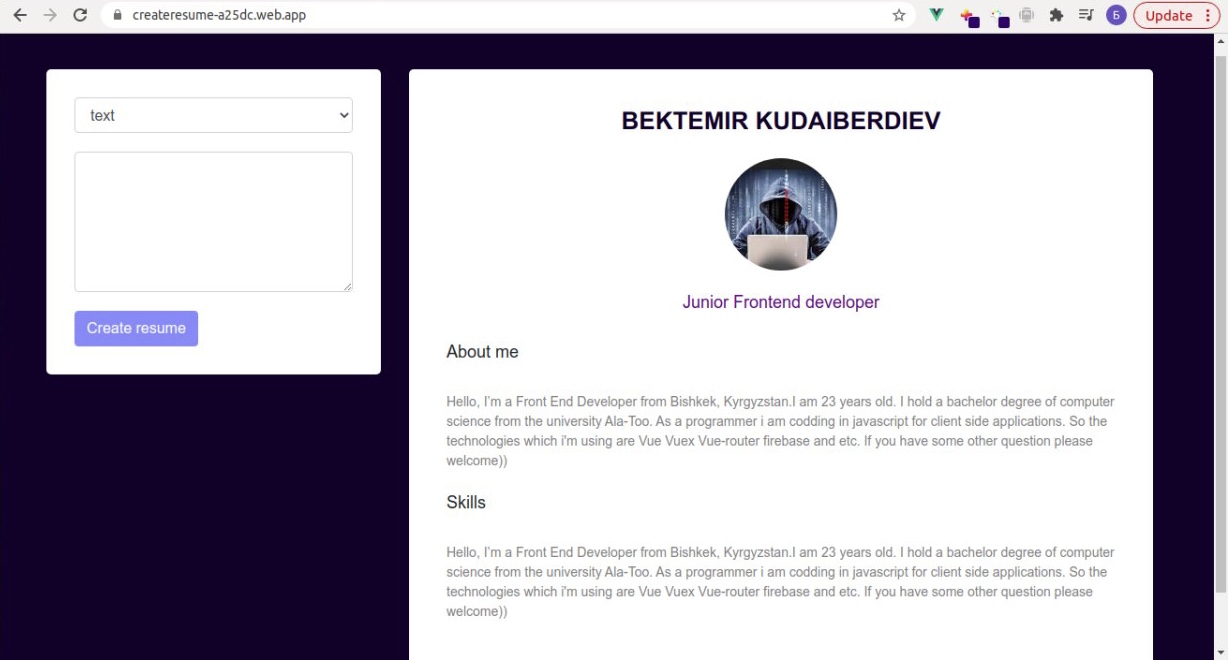 createresume-a25dc.web.app
Б
Update
text
Create resume
BEKTEMIR KUDAIBERDIEV
Junior Frontend developer
About me
Hello, I'm a Front End Developer from Bishkek, Kyrgyzstan.I am 23 years old. I hold a bachelor degree of computer
science from the university Ala-Too. As a programmer i am codding in javascript for client side applications. So the
technologies which i'm using are Vue Vuex Vue-router firebase and etc. If you have some other question please
welcome))
Skills
Hello, I'm a Front End Developer from Bishkek, Kyrgyzstan.I am 23 years old. I hold a bachelor degree of computer
science from the university Ala-Too. As a programmer i am codding in javascript for client side applications. So the
technologies which i'm using are Vue Vuex Vue-router firebase and etc. If you have some other question please
welcome))